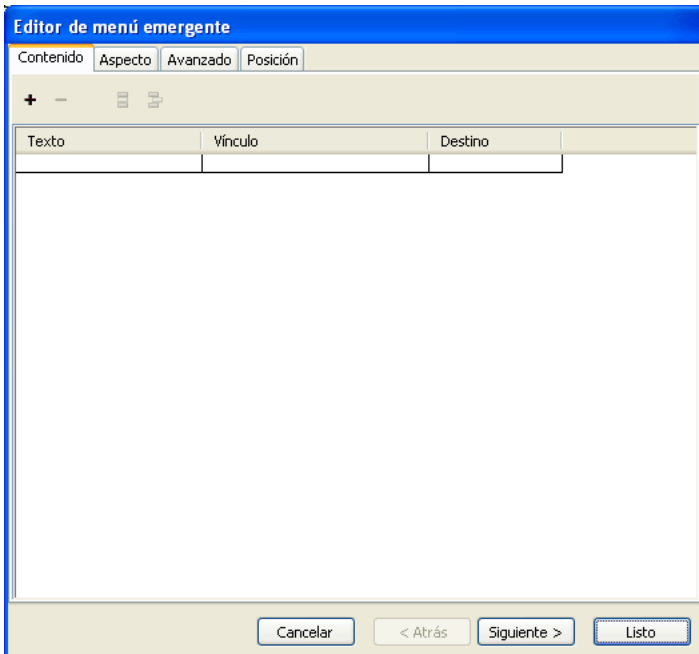 Editor de menú emergente
Contenido Aspecto Avanzado Posición
Texto Vínculo Destino
Cancelar < Atrás Siguiente > Listo